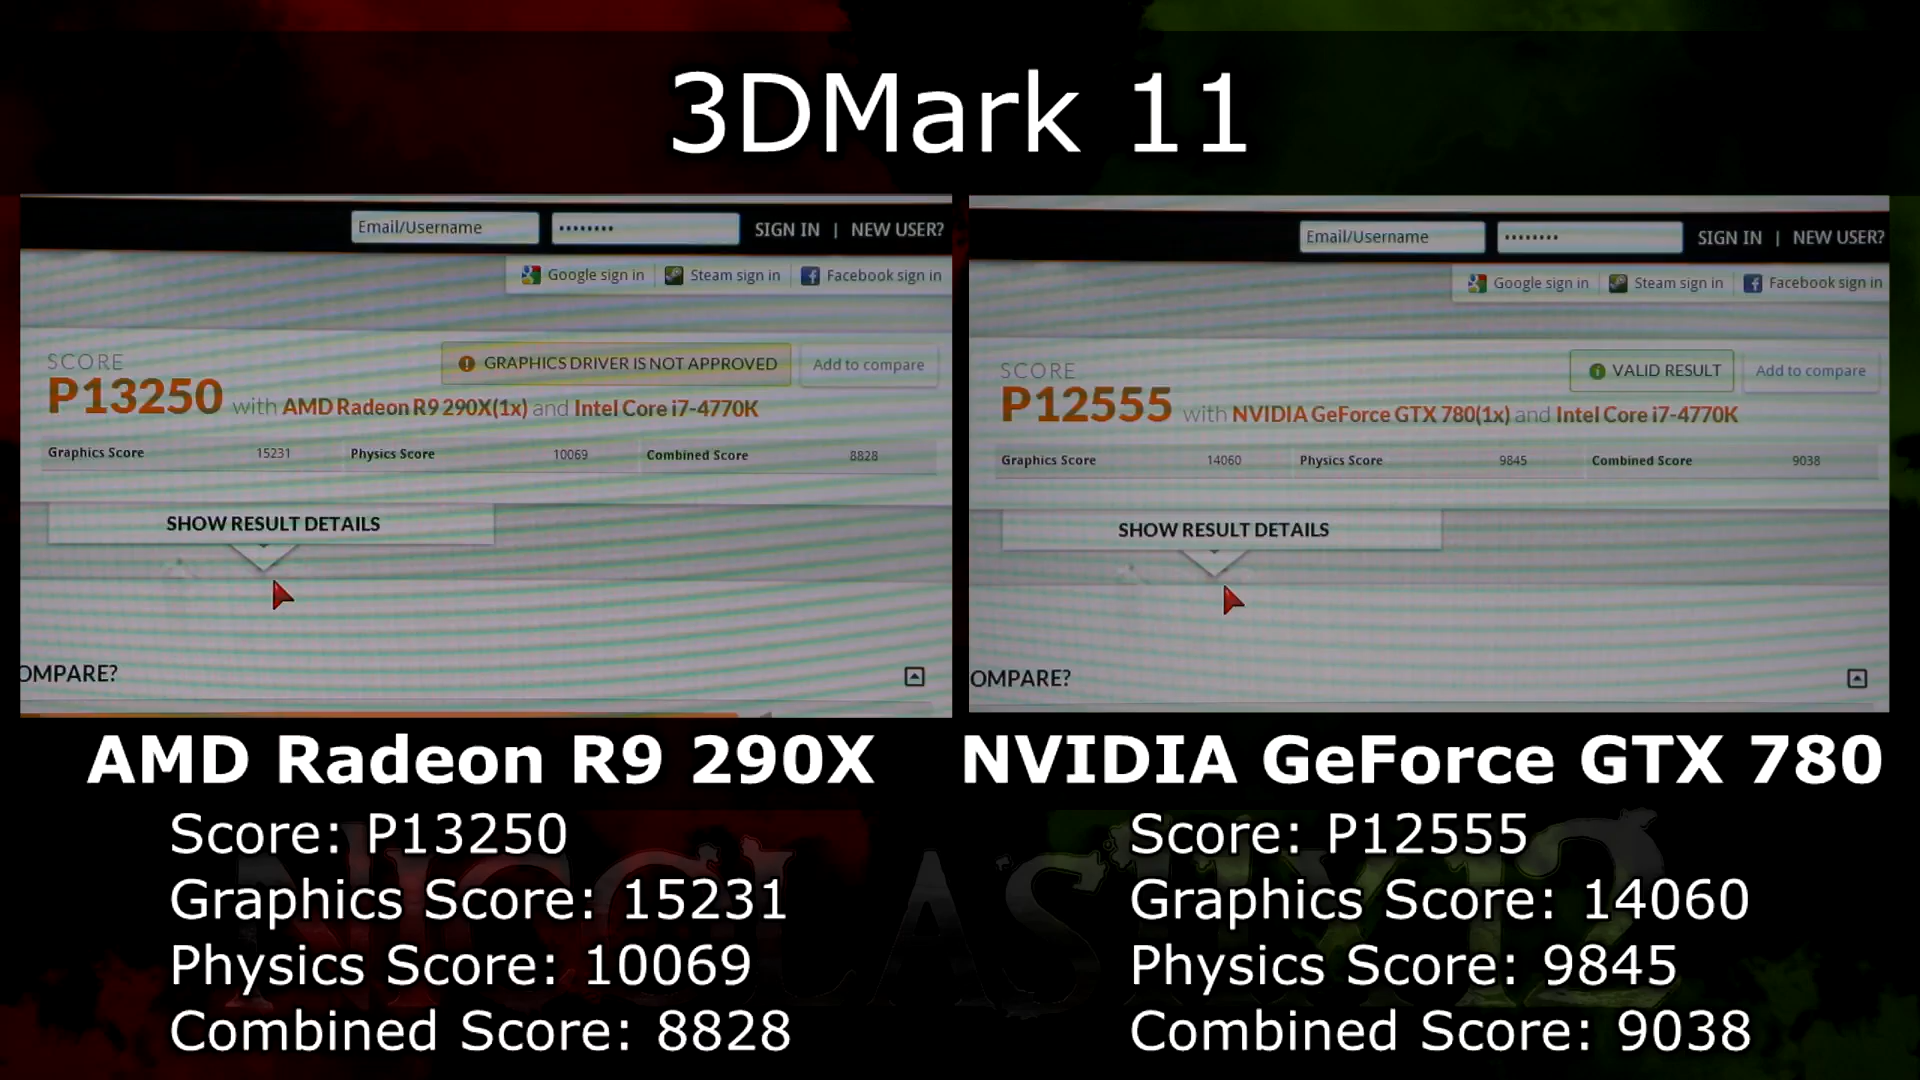 3DMark 11
Email/Username
••••••••
SIGN IN | NEW USER?
Google sign in
Steam sign in
Facebook sign in
SCORE
GRAPHICS DRIVER IS NOT APPROVED
Add to compare
P13250 with AMD Radeon R9 290X(1x) and Intel Core i7-4770K
Graphics Score 15231 Physics Score 10069 Combined Score 8828
SHOW RESULT DETAILS
OMPARE?
Email/Username
••••••••
SIGN IN | NEW USER?
Google sign in
Steam sign in
Facebook sign in
SCORE
VALID RESULT
Add to compare
P12555 with NVIDIA GeForce GTX 780(1x) and Intel Core i7-4770K
Graphics Score 14060 Physics Score 9845 Combined Score 9038
SHOW RESULT DETAILS
OMPARE?
AMD Radeon R9 290X
Score: P13250
Graphics Score: 15231
Physics Score: 10069
Combined Score: 8828
NVIDIA GeForce GTX 780
Score: P12555
Graphics Score: 14060
Physics Score: 9845
Combined Score: 9038